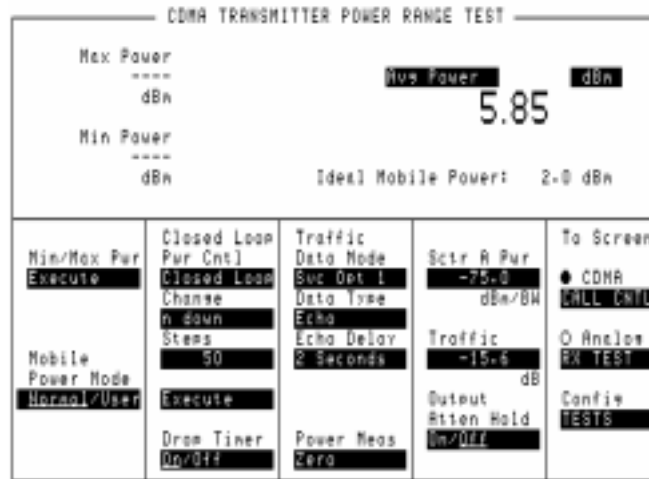 CDMA TRANSMITTER POWER RANGE TEST
Max Power
----
dBm
Min Power
----
dBm
Avg Power dBm
5.85
Ideal Mobile Power: 2.0 dBm
Min/Max Pwr
Execute
Mobile
Power Mode
Normal/User
Closed Loop
Pwr Cntl
Closed Loop
Change
n down
Steps
50
Execute
Drop Timer
On/Off
Traffic
Data Mode
Svc Opt 1
Data Type
Echo
Echo Delay
2 Seconds
Power Meas
Zero
Sctr A Pwr
-75.0
dBm/BW
Traffic
-15.6
dB
Output
Atten Hold
On/Off
To Screen
CDMA
CALL CNTL
Analog
RX TEST
Config
TESTS